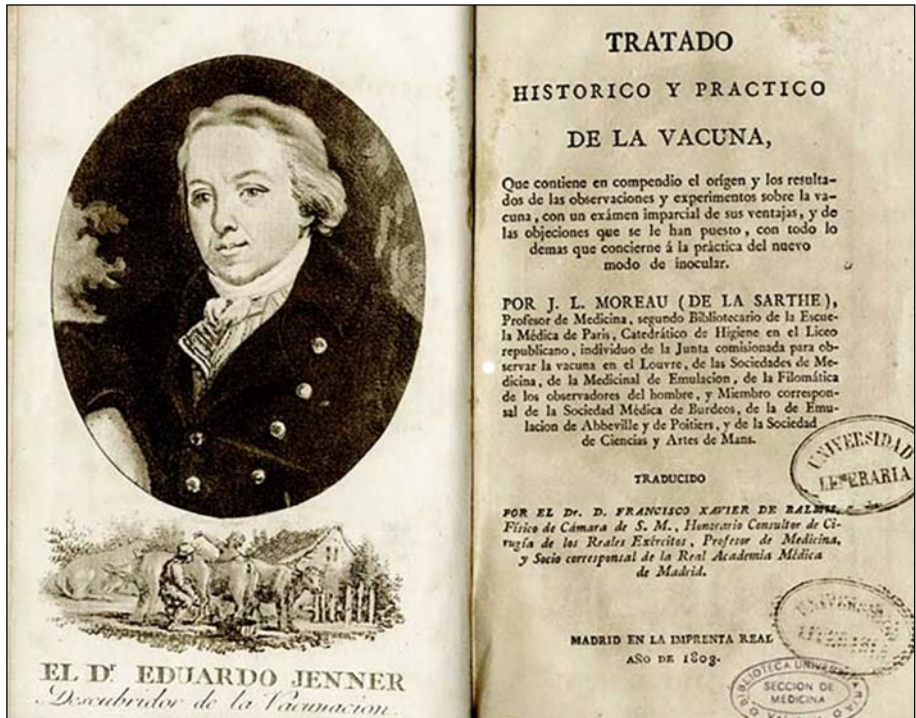 EL Dr EDUARDO JENNER
Descubridor de la Vacunacion.
TRATADO
HISTORICO Y PRACTICO
DE LA VACUNA,
Que contiene en compendio el orígen y los resulta-
dos de las observaciones y experimentos sobre la va-
cuna, con un exâmen imparcial de sus ventajas, y de
las objeciones que se le han puesto, con todo lo
demas que concierne á la práctica del nuevo
modo de inocular.
POR J. L. MOREAU (DE LA SARTHE),
Profesor de Medicina, segundo Bibliotecario de la Escue-
la Médica de Paris, Catedrático de Higiene en el Liceo
republicano, individuo de la Junta comisionada para ob-
servar la vacuna en el Louvre, de las Sociedades de Me-
dicina, de la Medicinal de Emulacion, de la Filomática
de los observadores del hombre, y Miembro correspon-
sal de la Sociedad Médica de Burdeos, de la de Emu-
lacion de Abbeville y de Poitiers, y de la Sociedad
de Ciencias y Artes de Mans.
UNIVERSIDAD
LITERARIA
TRADUCIDO
POR EL Dr. D. FRANCISCO XAVIER DE BALMIS,
Físico de Cámara de S. M., Honorario Consultor de Ci-
rugía de los Reales Exércitos, Profesor de Medicina,
y Socio corresponsal de la Real Academia Médica
de Madrid.
MADRID EN LA IMPRENTA REAL
AÑO DE 1803.
BIBLIOTECA UNIVERSITARIA
SECCIÓN DE
MEDICINA